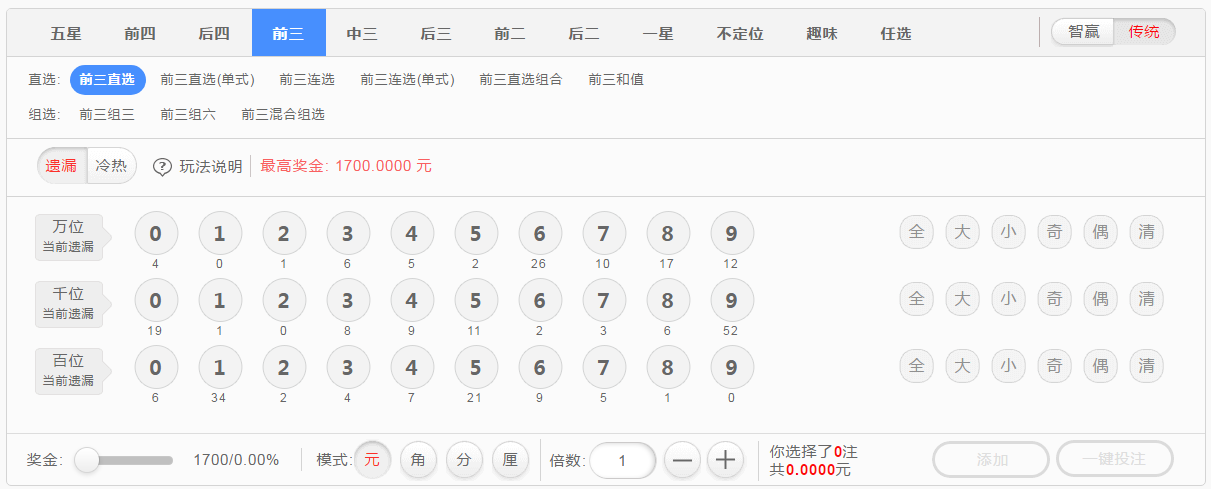 五星 前四 后四 前三 中三 后三 前二 后二 一星 不定位 趣味 任选 智赢 传统
直选: 前三直选 前三直选(单式) 前三连选 前三连选(单式) 前三直选组合 前三和值
组选: 前三组三 前三组六 前三混合组选
遗漏 冷热 ? 玩法说明 最高奖金: 1700.0000 元
万位 0 1 2 3 4 5 6 7 8 9 全 大 小 奇 偶 清
当前遗漏 4 0 1 6 5 2 26 10 17 12
千位 0 1 2 3 4 5 6 7 8 9 全 大 小 奇 偶 清
当前遗漏 19 1 0 8 9 11 2 3 6 52
百位 0 1 2 3 4 5 6 7 8 9 全 大 小 奇 偶 清
当前遗漏 6 34 2 4 7 21 9 5 1 0
奖金: 1700/0.00% 模式: 元 角 分 厘 倍数: 1 — + 你选择了0注
共0.0000元 添加 一键投注